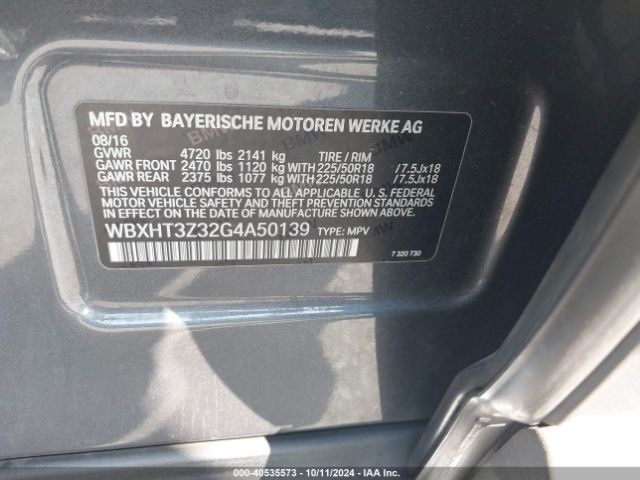 MFD BY BAYERISCHE MOTOREN WERKE AG
08/16
GVWR 4720 lbs 2141 kg TIRE / RIM
GAWR FRONT 2470 lbs 1120 kg WITH 225/50R18 /7.5Jx18
GAWR REAR 2375 lbs 1077 kg WITH 225/50R18 /7.5Jx18
THIS VEHICLE CONFORMS TO ALL APPLICABLE U. S. FEDERAL
MOTOR VEHICLE SAFETY AND THEFT PREVENTION STANDARDS IN
EFFECT ON THE DATE OF MANUFACTURE SHOWN ABOVE.
WBXHT3Z32G4A50139 TYPE: MPV
7 320 730
© COPY - 40535573 - 10/11/2024 - IAA Inc.